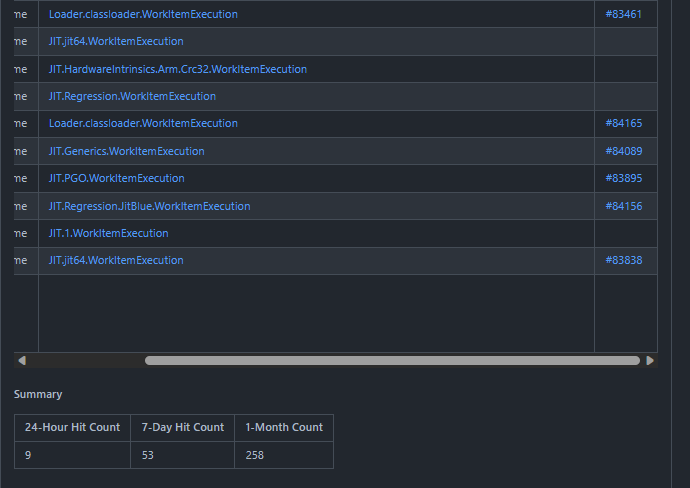 me Loader.classloader.WorkItemExecution #83461
me JIT.jit64.WorkItemExecution
me JIT.HardwareIntrinsics.Arm.Crc32.WorkItemExecution
me JIT.Regression.WorkItemExecution
me Loader.classloader.WorkItemExecution #84165
me JIT.Generics.WorkItemExecution #84089
me JIT.PGO.WorkItemExecution #83895
me JIT.Regression.JitBlue.WorkItemExecution #84156
me JIT.1.WorkItemExecution
me JIT.jit64.WorkItemExecution #83838
Summary
24-Hour Hit Count 7-Day Hit Count 1-Month Count
9 53 258